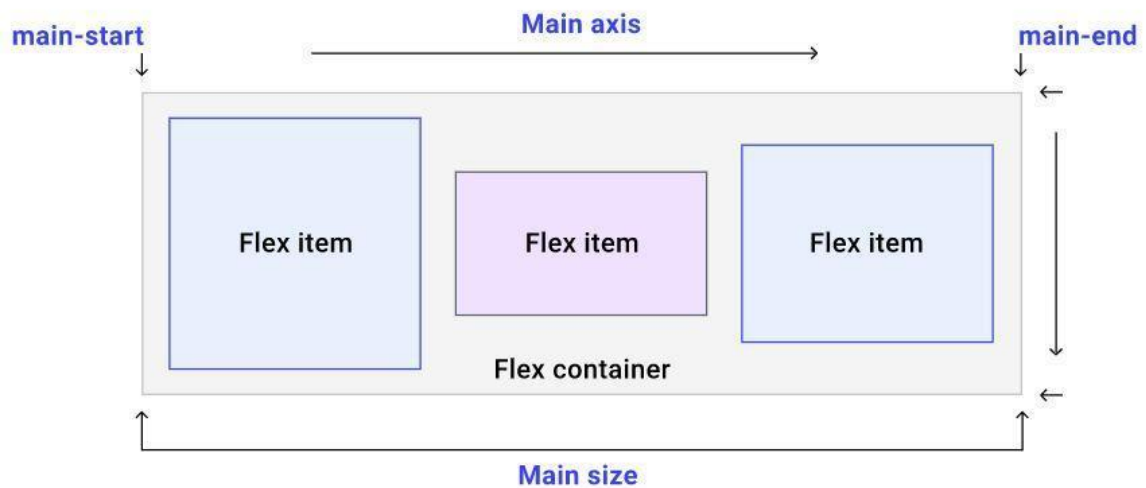 Main axis
main-start
main-end
Flex item
Flex item
Flex item
Flex container
Main size